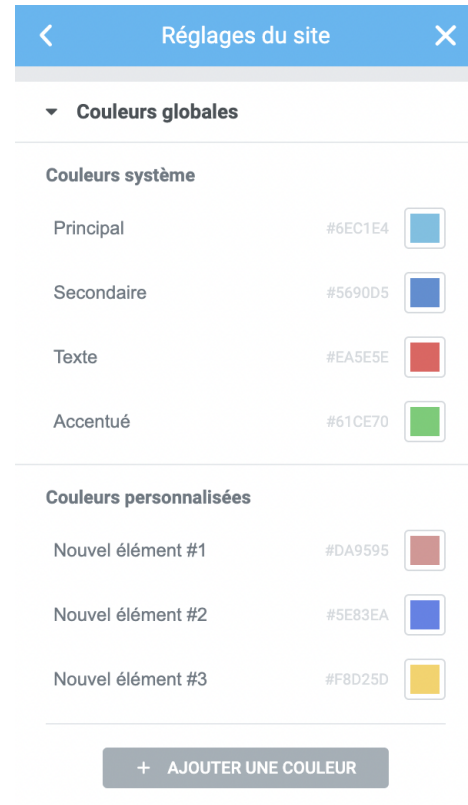 Réglages du site
Couleurs globales
Couleurs système
Principal #6EC1E4
Secondaire #5690D5
Texte #EA5E5E
Accentué #61CE70
Couleurs personnalisées
Nouvel élément #1 #DA9595
Nouvel élément #2 #5E83EA
Nouvel élément #3 #F8D25D
+ AJOUTER UNE COULEUR